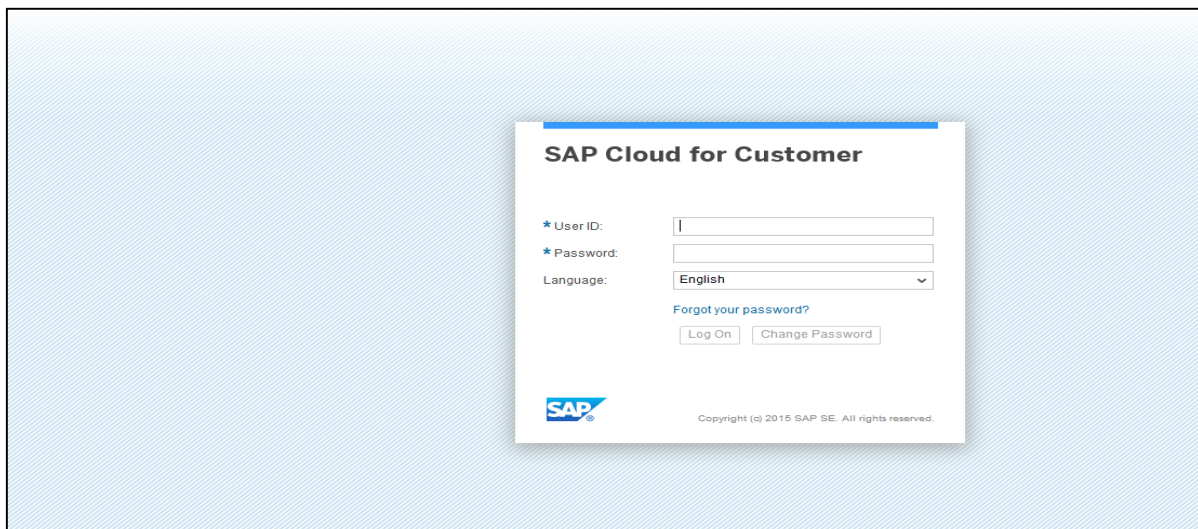 SAP Cloud for Customer
* User ID:
* Password:
Language: English
Forgot your password?
Log On Change Password
SAP®
Copyright (c) 2015 SAP SE. All rights reserved.